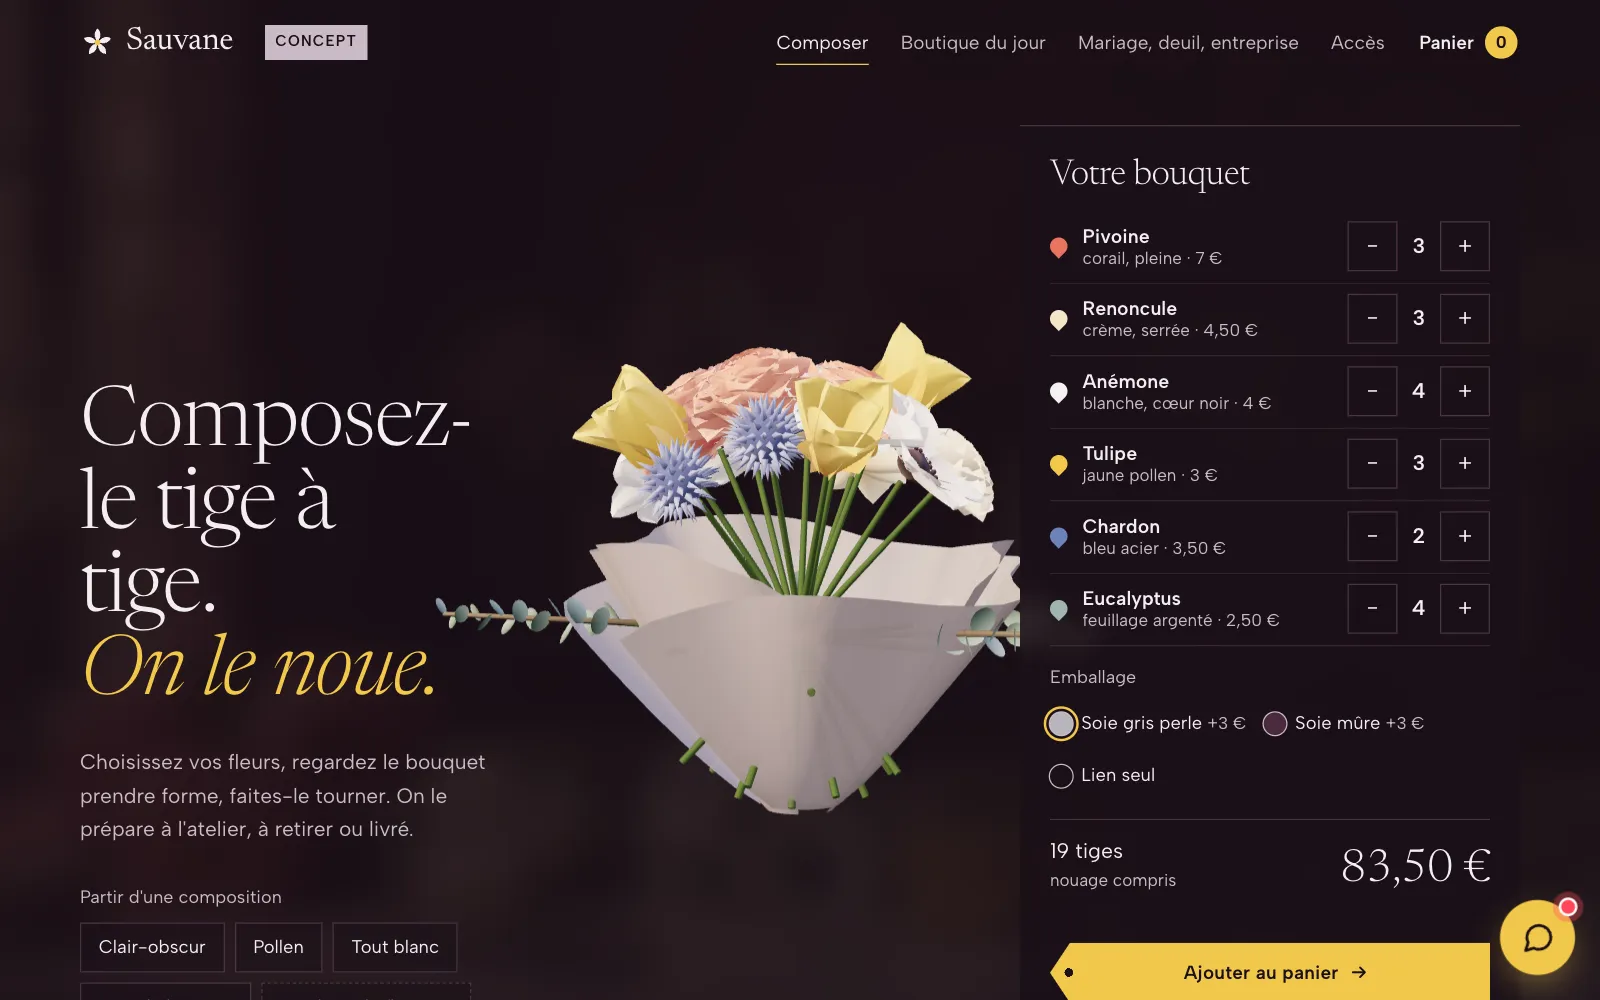 Sauvane
CONCEPT
Composer
Boutique du jour
Mariage, deuil, entreprise
Accès
Panier 0
Composez-
le tige à
tige.
On le noue.
Choisissez vos fleurs, regardez le bouquet
prendre forme, faites-le tourner. On le
prépare à l'atelier, à retirer ou livré.
Partir d'une composition
Clair-obscur
Pollen
Tout blanc
Votre bouquet
Pivoine
corail, pleine · 7 €
− 3 +
Renoncule
crème, serrée · 4,50 €
− 3 +
Anémone
blanche, cœur noir · 4 €
− 4 +
Tulipe
jaune pollen · 3 €
− 3 +
Chardon
bleu acier · 3,50 €
− 2 +
Eucalyptus
feuillage argenté · 2,50 €
− 4 +
Emballage
Soie gris perle +3 €
Soie mûre +3 €
Lien seul
19 tiges
nouage compris
83,50 €
Ajouter au panier →